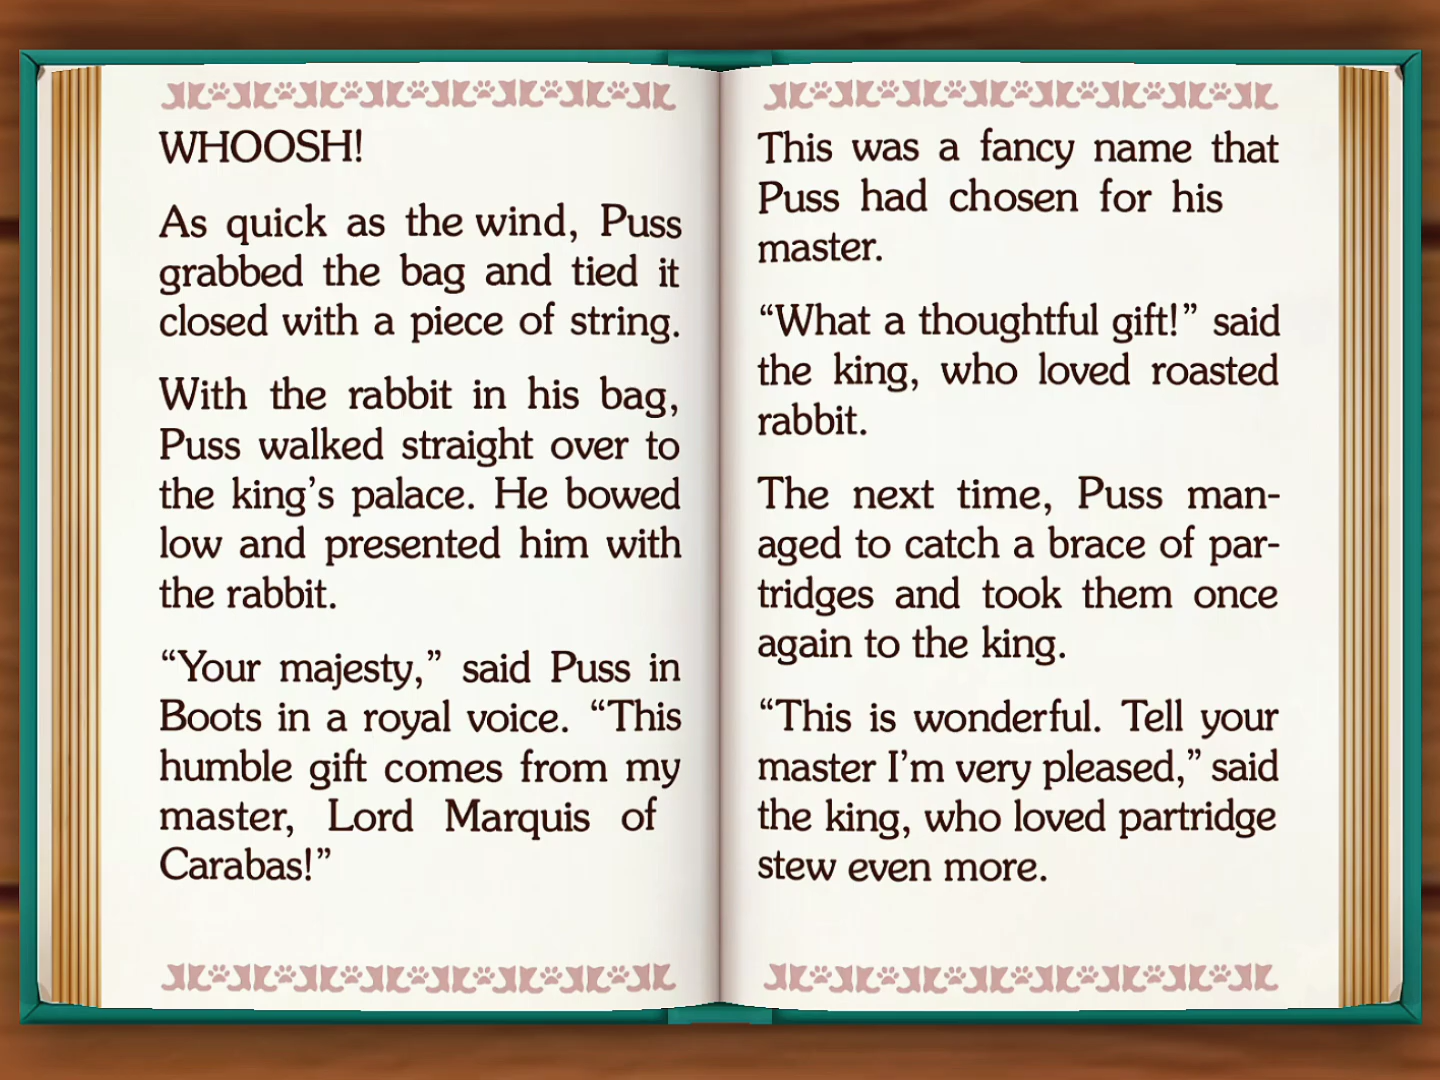 WHOOSH!
As quick as the wind, Puss
grabbed the bag and tied it
closed with a piece of string.
With the rabbit in his bag,
Puss walked straight over to
the king’s palace. He bowed
low and presented him with
the rabbit.
“Your majesty,” said Puss in
Boots in a royal voice. “This
humble gift comes from my
master, Lord Marquis of
Carabas!”
This was a fancy name that
Puss had chosen for his
master.
“What a thoughtful gift!” said
the king, who loved roasted
rabbit.
The next time, Puss man-
aged to catch a brace of par-
tridges and took them once
again to the king.
“This is wonderful. Tell your
master I’m very pleased,” said
the king, who loved partridge
stew even more.